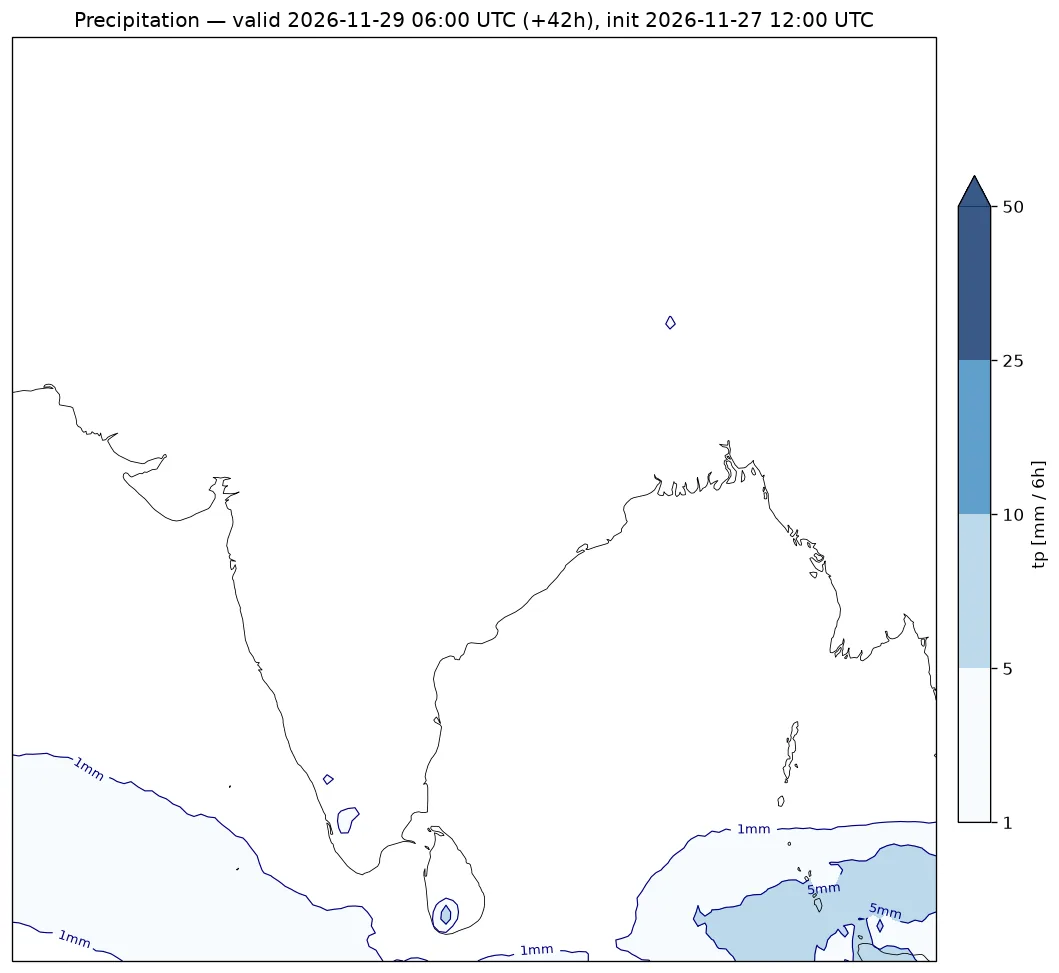 Precipitation — valid 2026-11-29 06:00 UTC (+42h), init 2026-11-27 12:00 UTC
50
25
10
5
1
tp [mm / 6h]
1mm
1mm
5mm
5mm
1mm
1mm